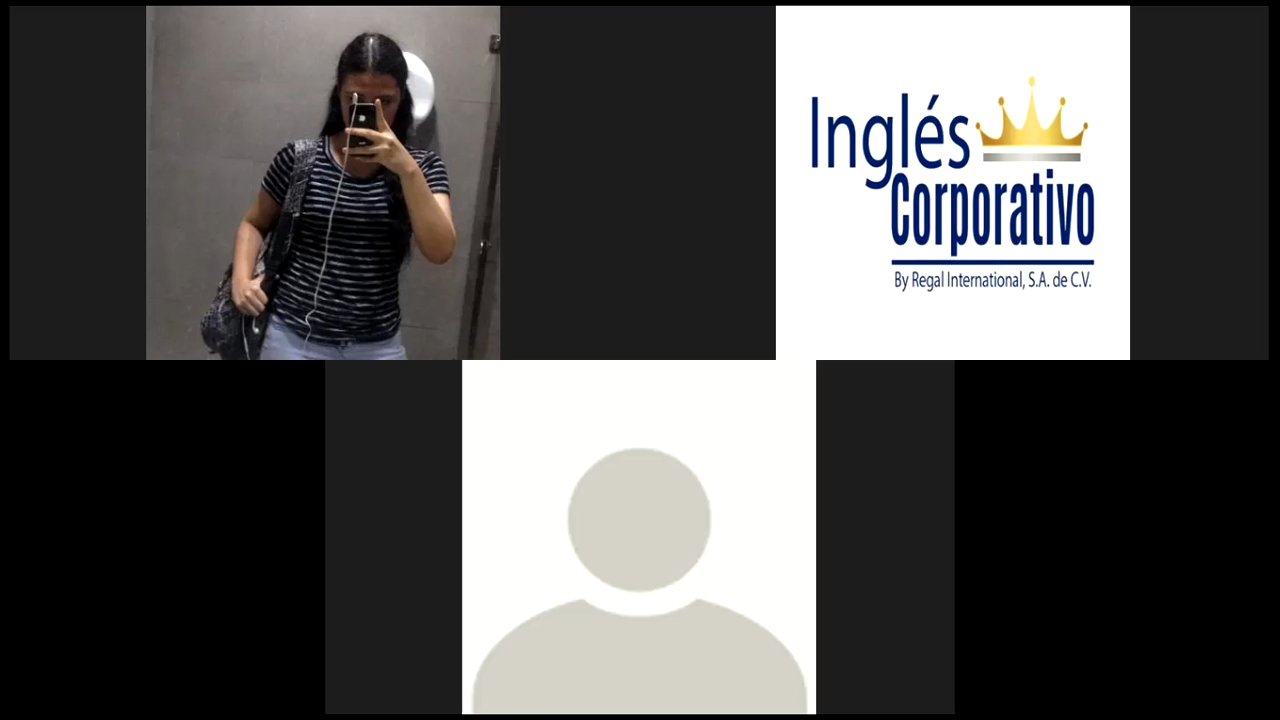 Inglés
Corporativo
By Regal International, S.A. de C.V.